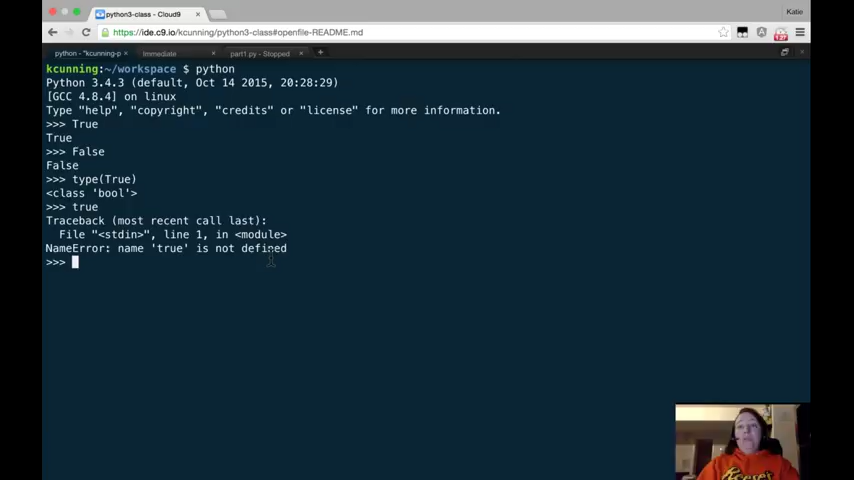 python3-class - Cloud9
Katie
https://ide.c9.io/kcunning/python3-class#openfile-README.md
python - "kcunning-p
Immediate
part1.py - Stopped
kcunning:~/workspace $ python
Python 3.4.3 (default, Oct 14 2015, 20:28:29)
[GCC 4.8.4] on linux
Type "help", "copyright", "credits" or "license" for more information.
>>> True
True
>>> False
False
>>> type(True)
<class 'bool'>
>>> true
Traceback (most recent call last):
File "<stdin>", line 1, in <module>
NameError: name 'true' is not defined
>>>
Reese's